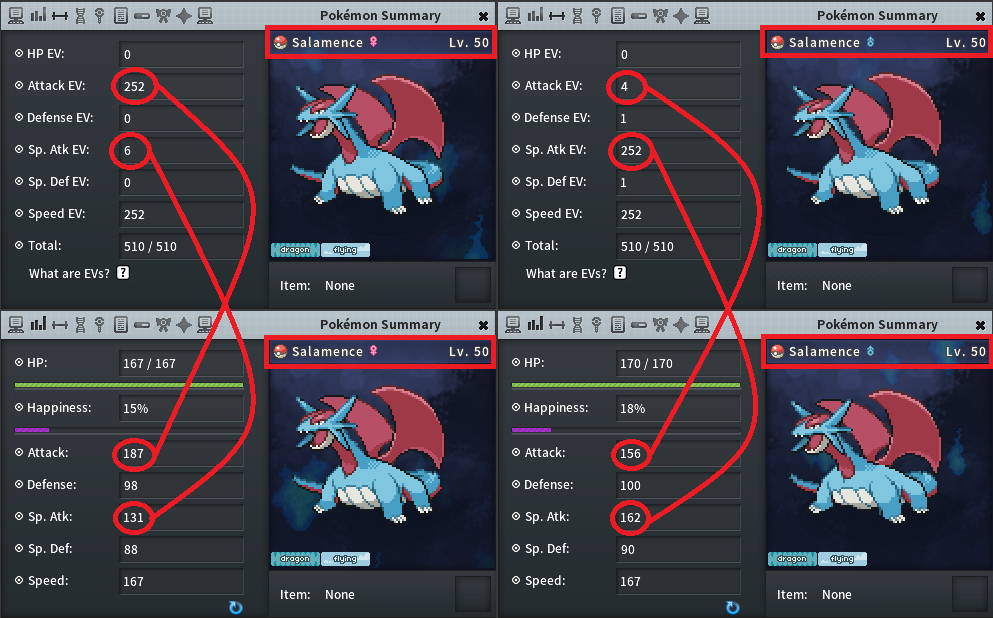 Pokémon Summary
Salamence Lv. 50
HP EV: 0
Attack EV: 252
Defense EV: 0
Sp. Atk EV: 6
Sp. Def EV: 0
Speed EV: 252
Total: 510 / 510
What are EVs? ?
dragon flying
Item: None
Pokémon Summary
Salamence Lv. 50
HP EV: 0
Attack EV: 4
Defense EV: 1
Sp. Atk EV: 252
Sp. Def EV: 1
Speed EV: 252
Total: 510 / 510
What are EVs? ?
dragon flying
Item: None
Pokémon Summary
Salamence Lv. 50
HP: 167 / 167
Happiness: 15%
Attack: 187
Defense: 98
Sp. Atk: 131
Sp. Def: 88
Speed: 167
dragon flying
Item: None
Pokémon Summary
Salamence Lv. 50
HP: 170 / 170
Happiness: 18%
Attack: 156
Defense: 100
Sp. Atk: 162
Sp. Def: 90
Speed: 167
dragon flying
Item: None